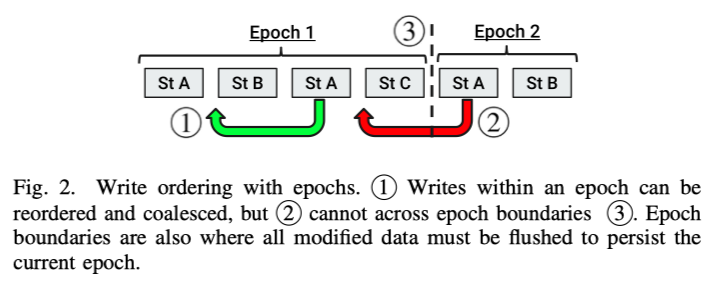 Epoch 1 ③ Epoch 2
St A St B St A St C St A St B
① ②
Fig. 2. Write ordering with epochs. ① Writes within an epoch can be
reordered and coalesced, but ② cannot across epoch boundaries ③. Epoch
boundaries are also where all modified data must be flushed to persist the
current epoch.